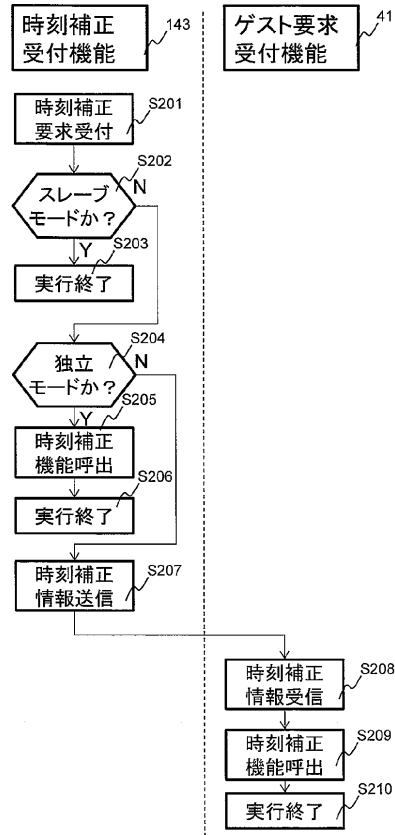 時刻補正
受付機能
143
ゲスト要求
受付機能
41
時刻補正
要求受付
S201
スレーブ
モードか?
S202
N
Y
実行終了
S203
独立
モードか?
S204
N
Y
時刻補正
機能呼出
S205
実行終了
S206
時刻補正
情報送信
S207
時刻補正
情報受信
S208
時刻補正
機能呼出
S209
実行終了
S210